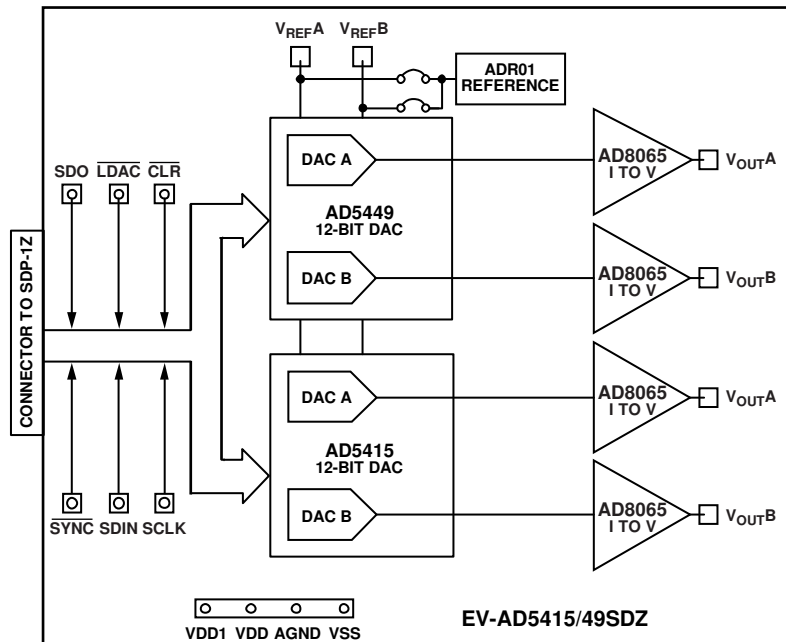 VREFA VREFB
ADR01
REFERENCE
SDO LDAC CLR
CONNECTOR TO SDP-1Z
DAC A
AD5449
12-BIT DAC
DAC B
AD8065
I TO V
VOUTA
AD8065
I TO V
VOUTB
DAC A
AD5415
12-BIT DAC
DAC B
AD8065
I TO V
VOUTA
AD8065
I TO V
VOUTB
SYNC SDIN SCLK
VDD1 VDD AGND VSS
EV-AD5415/49SDZ